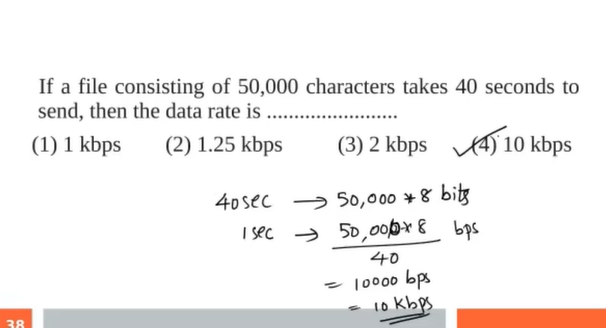 If a file consisting of 50,000 characters takes 40 seconds to
send, then the data rate is ........................
(1) 1 kbps (2) 1.25 kbps (3) 2 kbps (4) 10 kbps
40sec → 50,000 * 8 bits
1 sec → 50,000 * 8 bps
40
= 10000 bps
= 10 Kbps
38